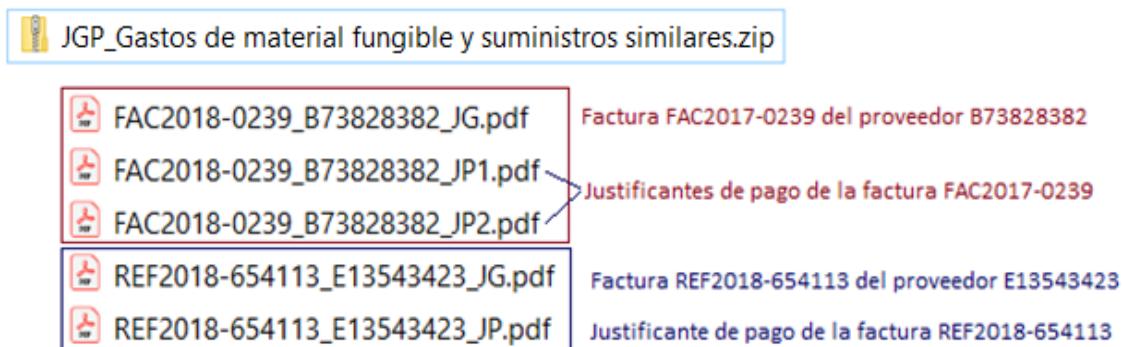 JGP_Gastos de material fungible y suministros similares.zip
FAC2018-0239_B73828382_JG.pdf Factura FAC2017-0239 del proveedor B73828382
FAC2018-0239_B73828382_JP1.pdf
Justificantes de pago de la factura FAC2017-0239
FAC2018-0239_B73828382_JP2.pdf
REF2018-654113_E13543423_JG.pdf Factura REF2018-654113 del proveedor E13543423
REF2018-654113_E13543423_JP.pdf Justificante de pago de la factura REF2018-654113